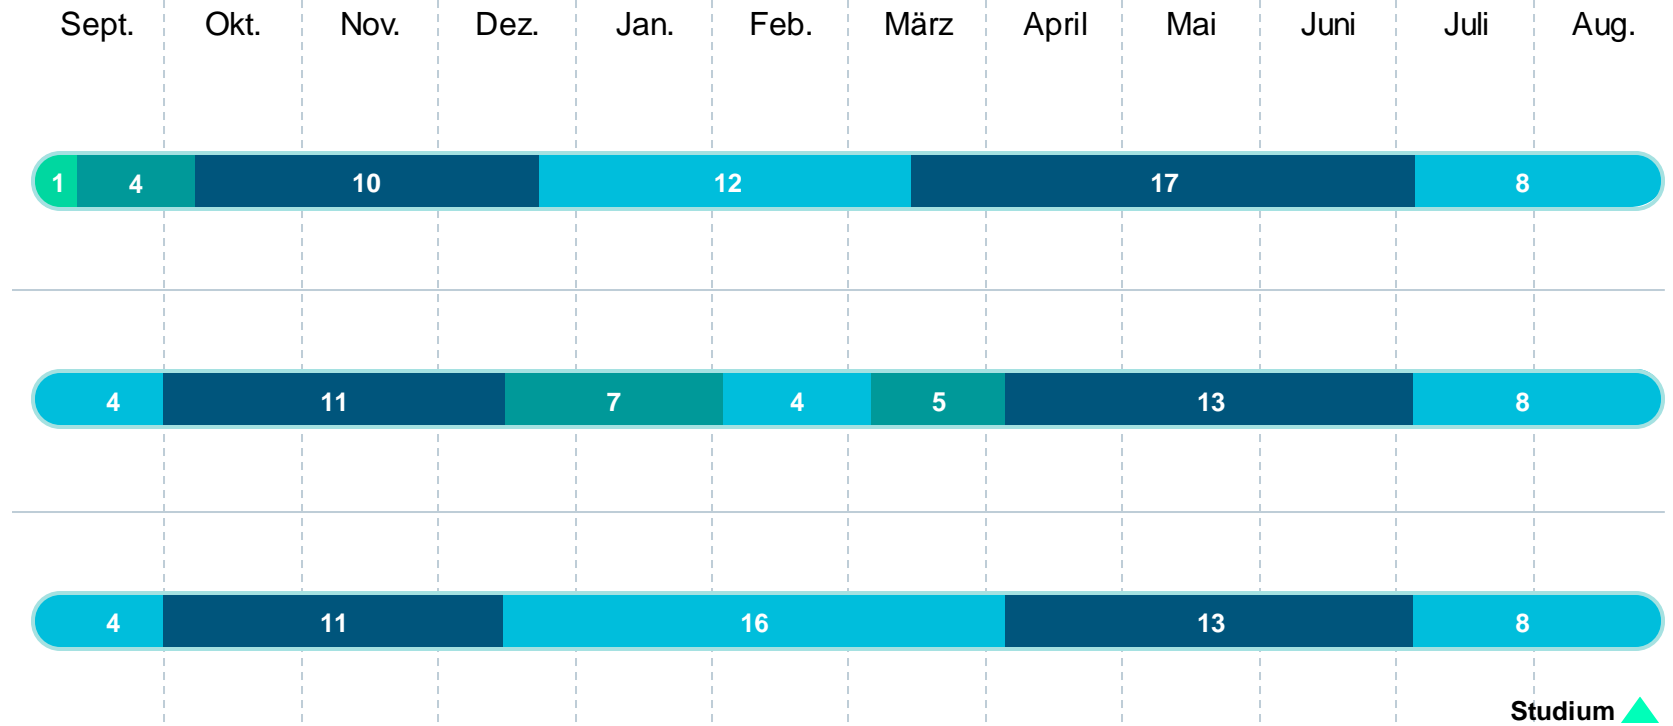 Sept. Okt. Nov. Dez. Jan. Feb. März April Mai Juni Juli Aug.
1 4 10 12 17 8
4 11 7 4 5 13 8
4 11 16 13 8
Studium